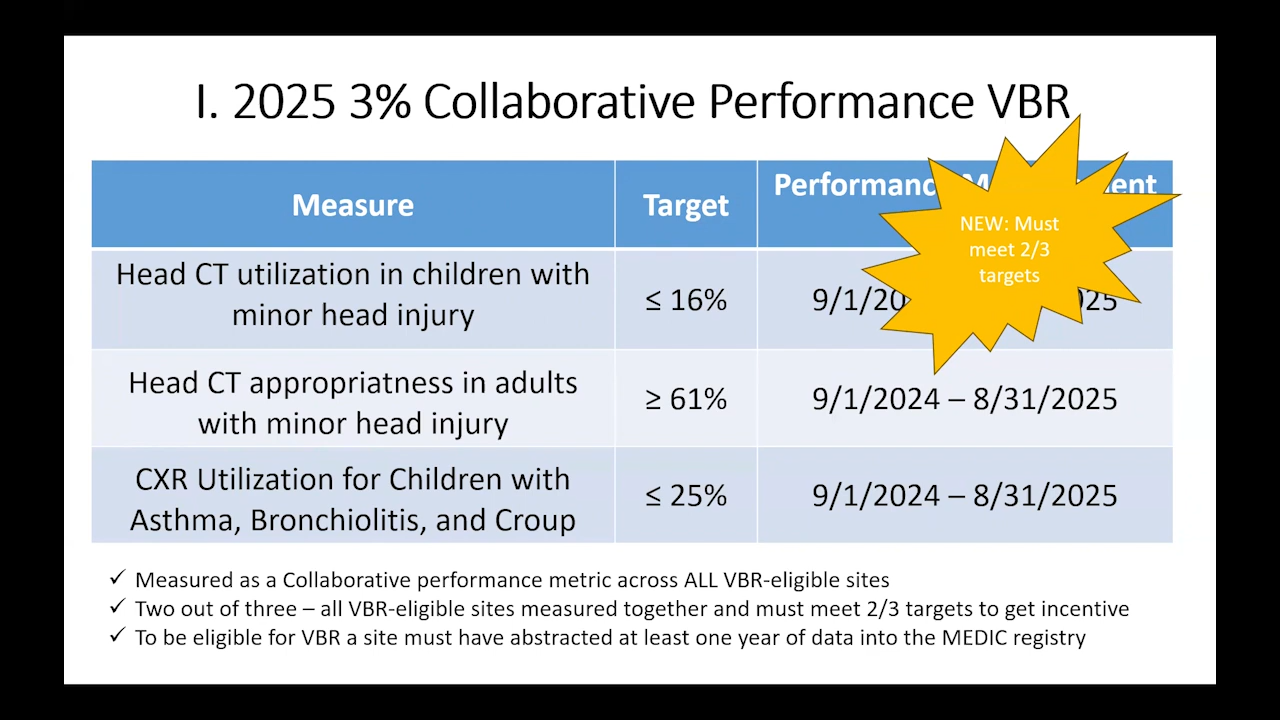 I. 2025 3% Collaborative Performance VBR
Measure
Target
NEW: Must
meet 2/3
targets
Head CT utilization in children with
minor head injury
≤ 16%
Head CT appropriatness in adults
with minor head injury
≥ 61%
9/1/2024 – 8/31/2025
CXR Utilization for Children with
Asthma, Bronchiolitis, and Croup
≤ 25%
9/1/2024 – 8/31/2025
✓ Measured as a Collaborative performance metric across ALL VBR-eligible sites
✓ Two out of three – all VBR-eligible sites measured together and must meet 2/3 targets to get incentive
✓ To be eligible for VBR a site must have abstracted at least one year of data into the MEDIC registry